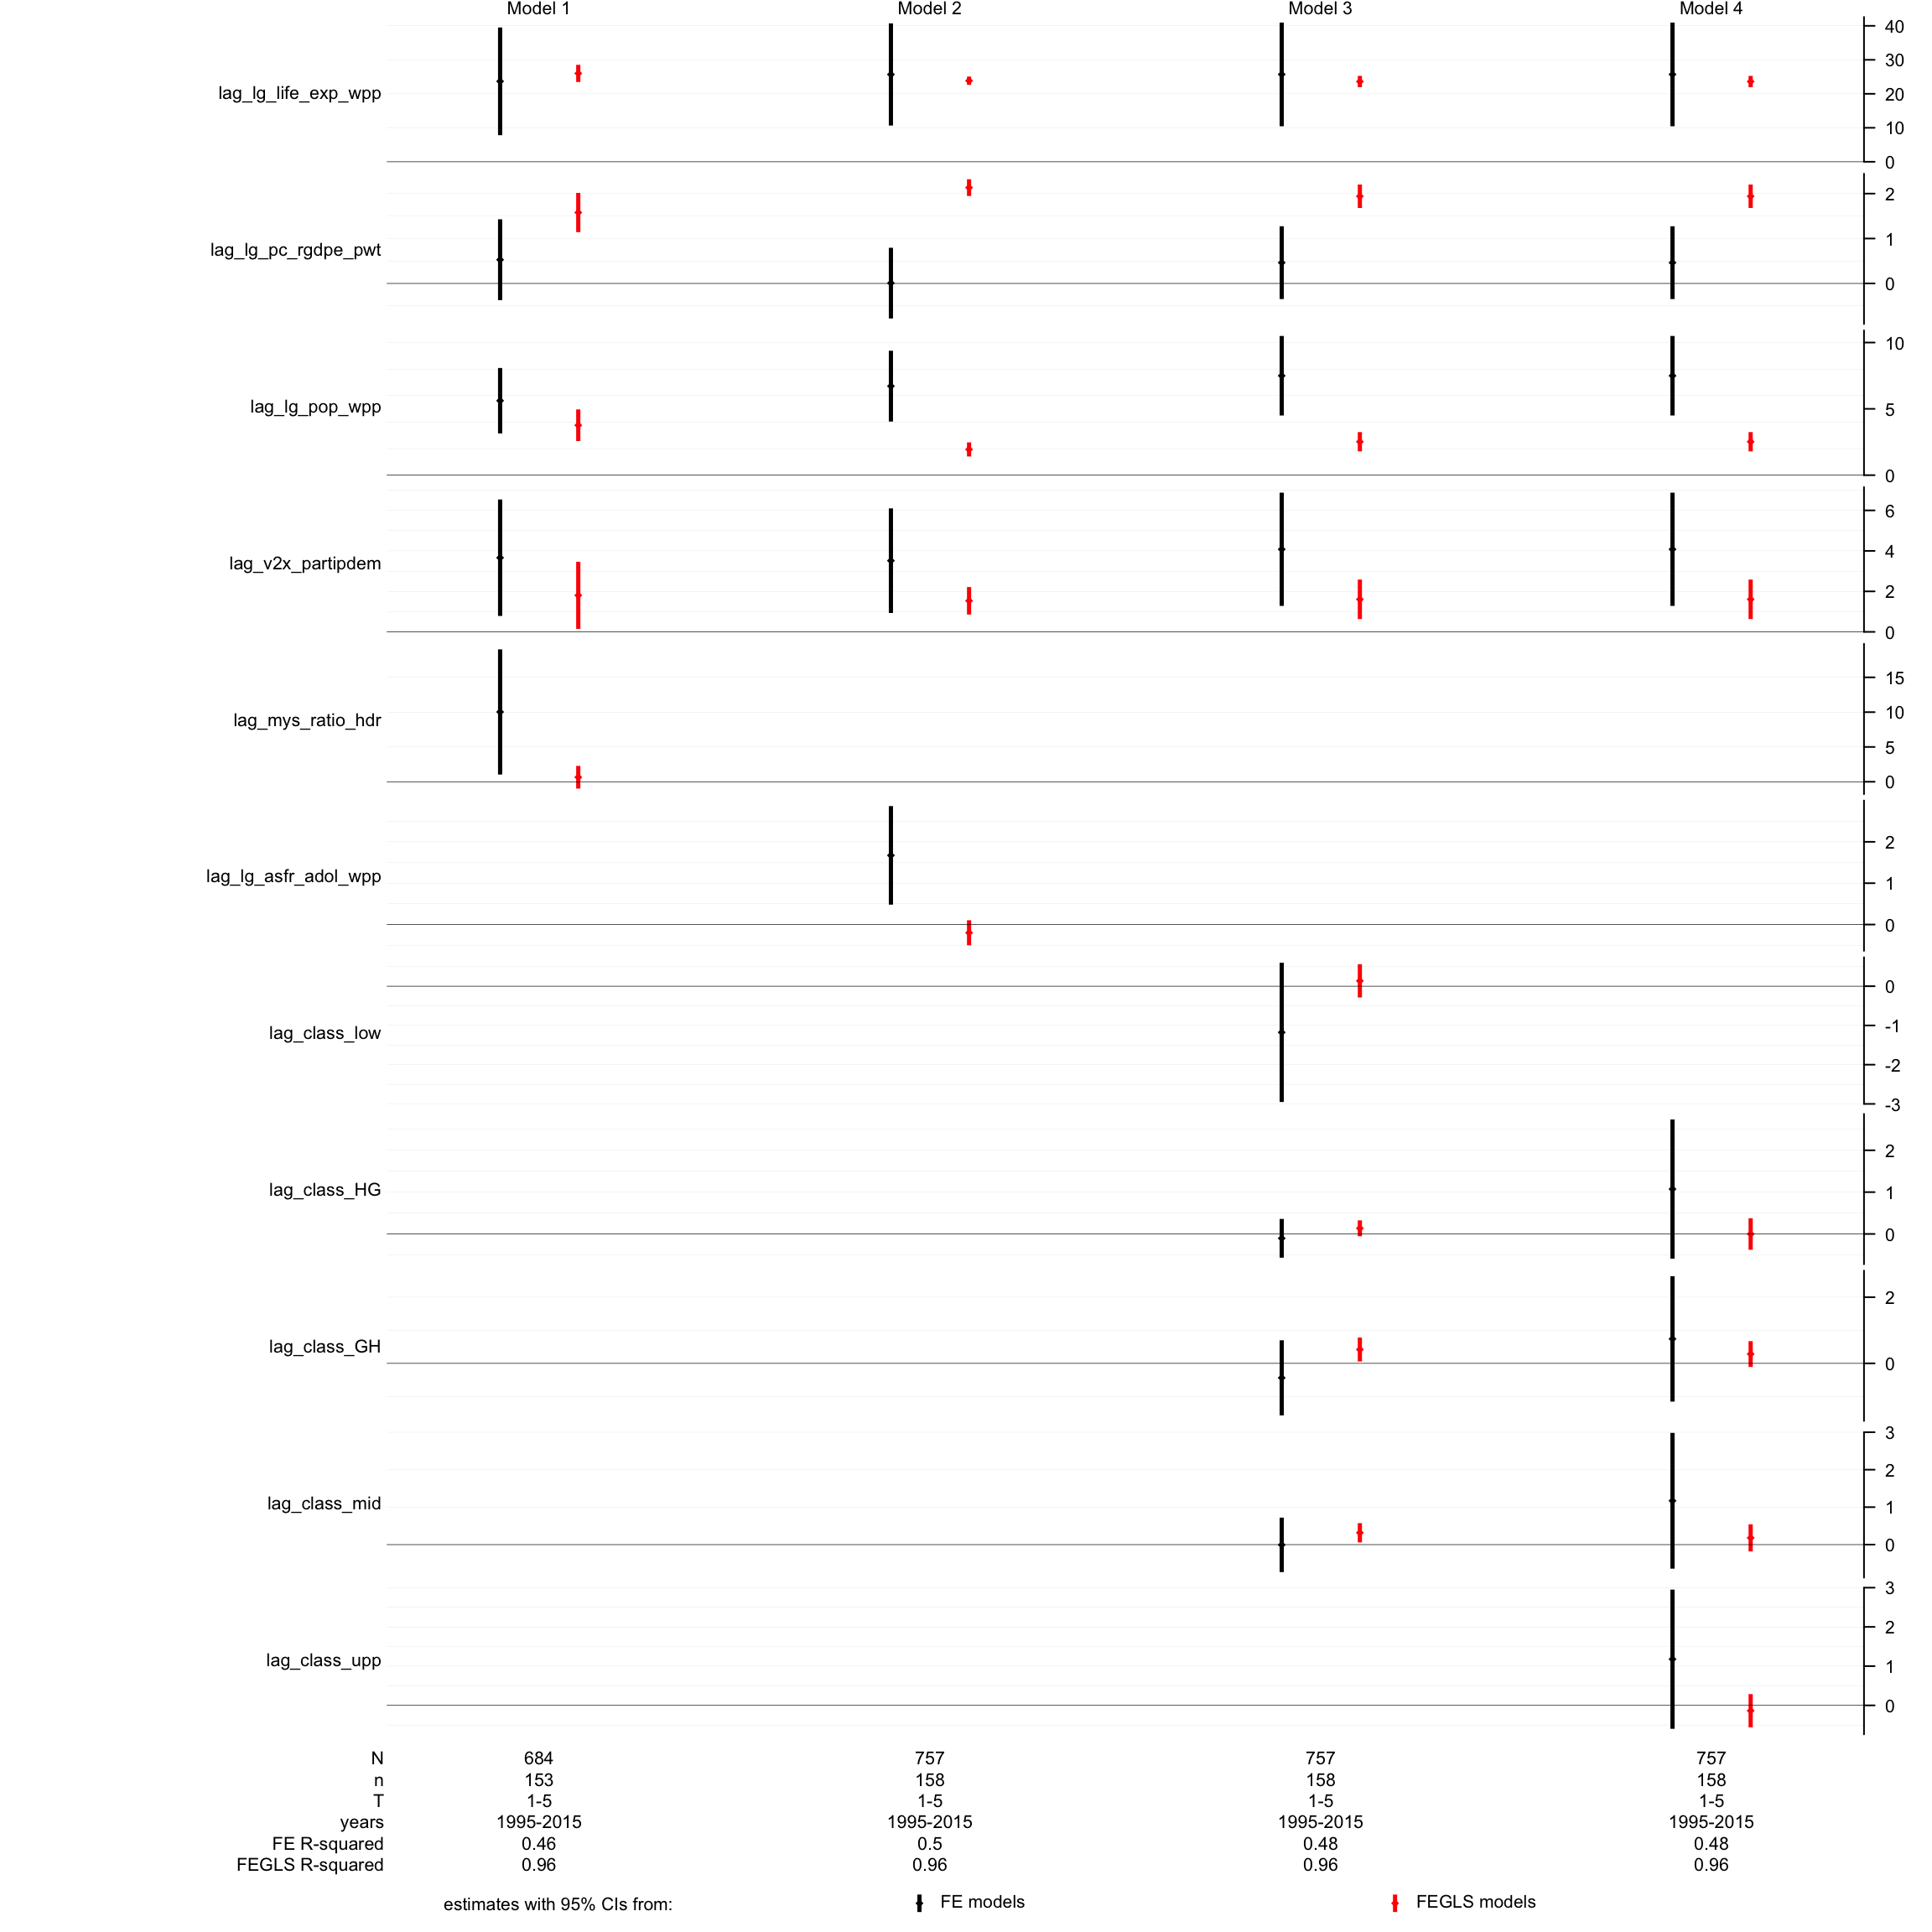 Model 1 Model 2 Model 3 Model 4
lag_lg_life_exp_wpp
40
30
20
10
0
lag_lg_pc_rgdpe_pwt
2
1
0
lag_lg_pop_wpp
10
5
0
lag_v2x_partipdem
6
4
2
0
lag_mys_ratio_hdr
15
10
5
0
lag_lg_asfr_adol_wpp
2
1
0
lag_class_low
0
-1
-2
-3
lag_class_HG
2
1
0
lag_class_GH
2
0
lag_class_mid
3
2
1
0
lag_class_upp
3
2
1
0
N 684 757 757 757
n 153 158 158 158
T 1-5 1-5 1-5 1-5
years 1995-2015 1995-2015 1995-2015 1995-2015
FE R-squared 0.46 0.5 0.48 0.48
FEGLS R-squared 0.96 0.96 0.96 0.96
estimates with 95% CIs from: FE models FEGLS models